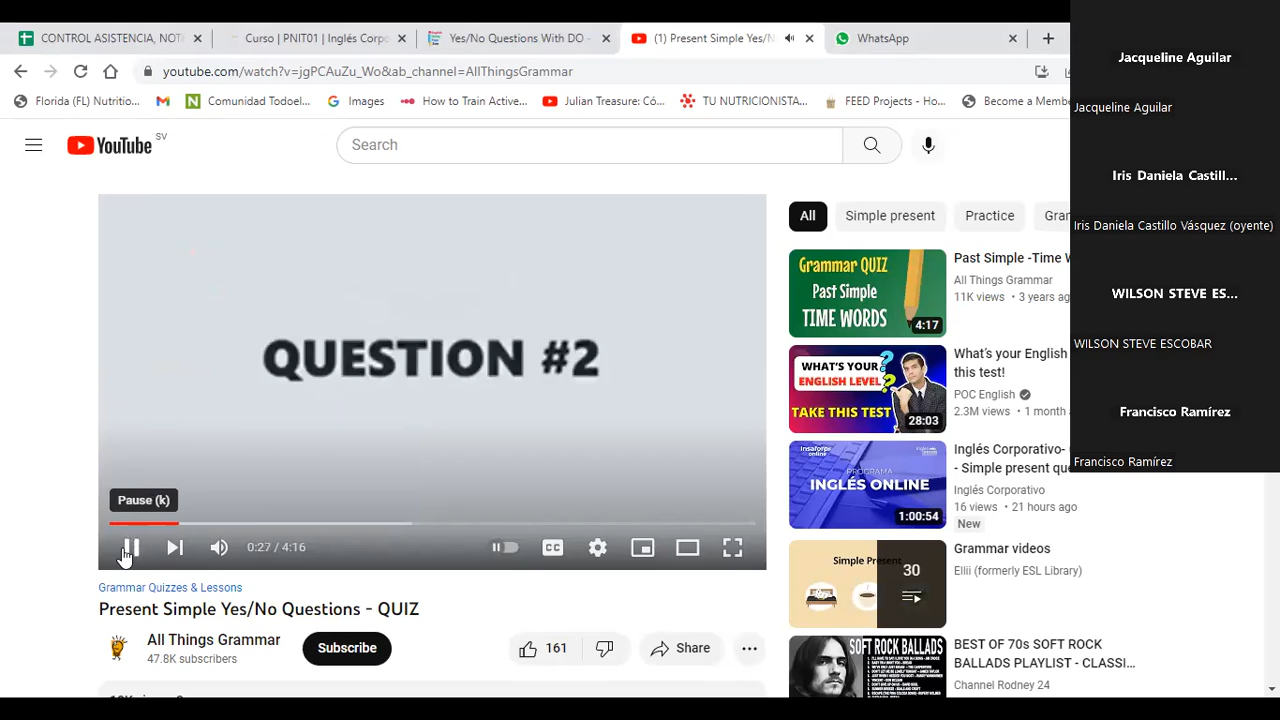 CONTROL ASISTENCIA, NOTA
Curso | PNIT01 | Inglés Corpo
Yes/No Questions With DO -
(1) Present Simple Yes/N
WhatsApp
youtube.com/watch?v=jgPCAuZu_Wo&ab_channel=AllThingsGrammar
Florida (FL) Nutritio...
Comunidad Todoel...
Images
How to Train Active...
Julian Treasure: Có...
TU NUTRICIONISTA...
FEED Projects - Ho...
Become a Membe
YouTube
SV
Search
QUESTION #2
Pause (k)
0:27 / 4:16
CC
Grammar Quizzes & Lessons
Present Simple Yes/No Questions - QUIZ
All Things Grammar
47.8K subscribers
Subscribe
161
Share
All
Simple present
Practice
Gra
Grammar QUIZ
Past Simple
TIME WORDS
4:17
Past Simple -Time W
All Things Grammar
11K views • 3 years ag
WHAT'S YOUR
ENGLISH LEVEL?
TAKE THIS TEST
28:03
What's your English
this test!
POC English
2.3M views • 1 month
Insaforp
online
PROGRAMA
INGLÉS ONLINE
1:00:54
Inglés Corporativo-
- Simple present que
Inglés Corporativo
16 views • 21 hours ago
New
Simple Present
30
Grammar videos
Ellii (formerly ESL Library)
SOFT ROCK BALLADS
BEST OF 70s SOFT ROCK
BALLADS PLAYLIST - CLASSI...
Channel Rodney 24
Jacqueline Aguilar
Jacqueline Aguilar
Iris Daniela Castill...
Iris Daniela Castillo Vásquez (oyente)
WILSON STEVE ES...
WILSON STEVE ESCOBAR
Francisco Ramírez
Francisco Ramírez